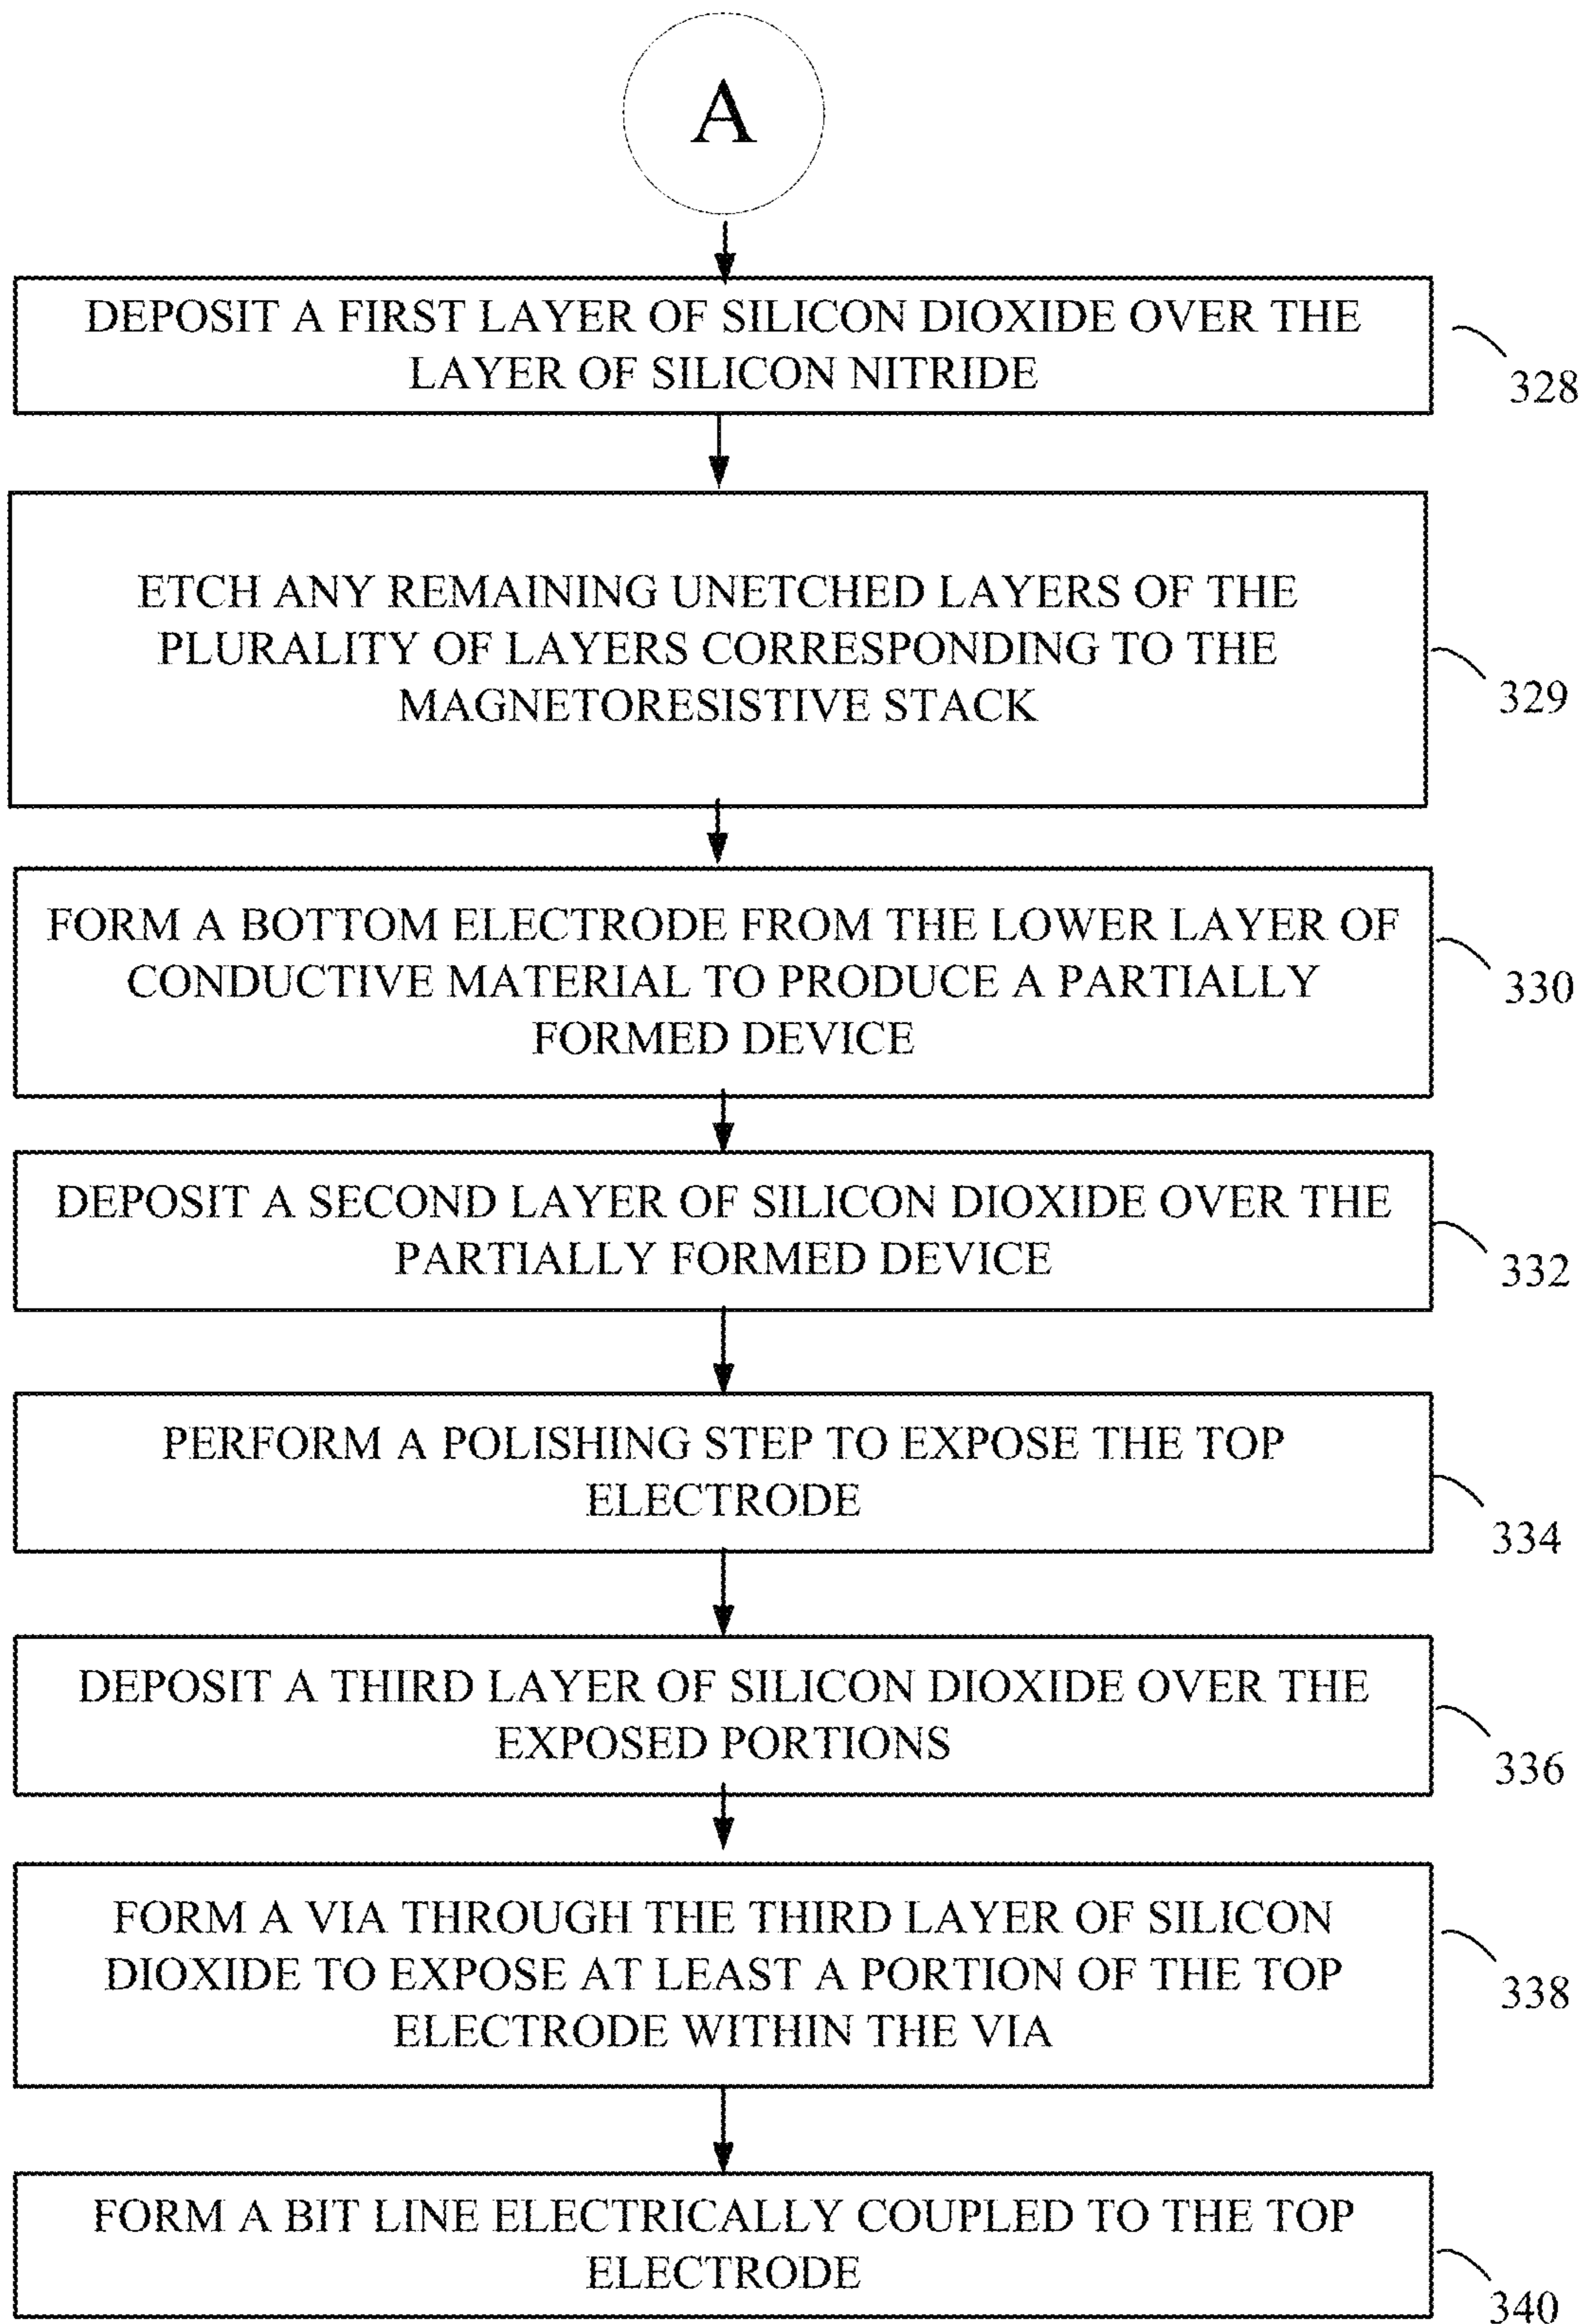 A
DEPOSIT A FIRST LAYER OF SILICON DIOXIDE OVER THE
LAYER OF SILICON NITRIDE
328
ETCH ANY REMAINING UNETCHED LAYERS OF THE
PLURALITY OF LAYERS CORRESPONDING TO THE
MAGNETORESISTIVE STACK
329
FORM A BOTTOM ELECTRODE FROM THE LOWER LAYER OF
CONDUCTIVE MATERIAL TO PRODUCE A PARTIALLY
FORMED DEVICE
330
DEPOSIT A SECOND LAYER OF SILICON DIOXIDE OVER THE
PARTIALLY FORMED DEVICE
332
PERFORM A POLISHING STEP TO EXPOSE THE TOP
ELECTRODE
334
DEPOSIT A THIRD LAYER OF SILICON DIOXIDE OVER THE
EXPOSED PORTIONS
336
FORM A VIA THROUGH THE THIRD LAYER OF SILICON
DIOXIDE TO EXPOSE AT LEAST A PORTION OF THE TOP
ELECTRODE WITHIN THE VIA
338
FORM A BIT LINE ELECTRICALLY COUPLED TO THE TOP
ELECTRODE
340